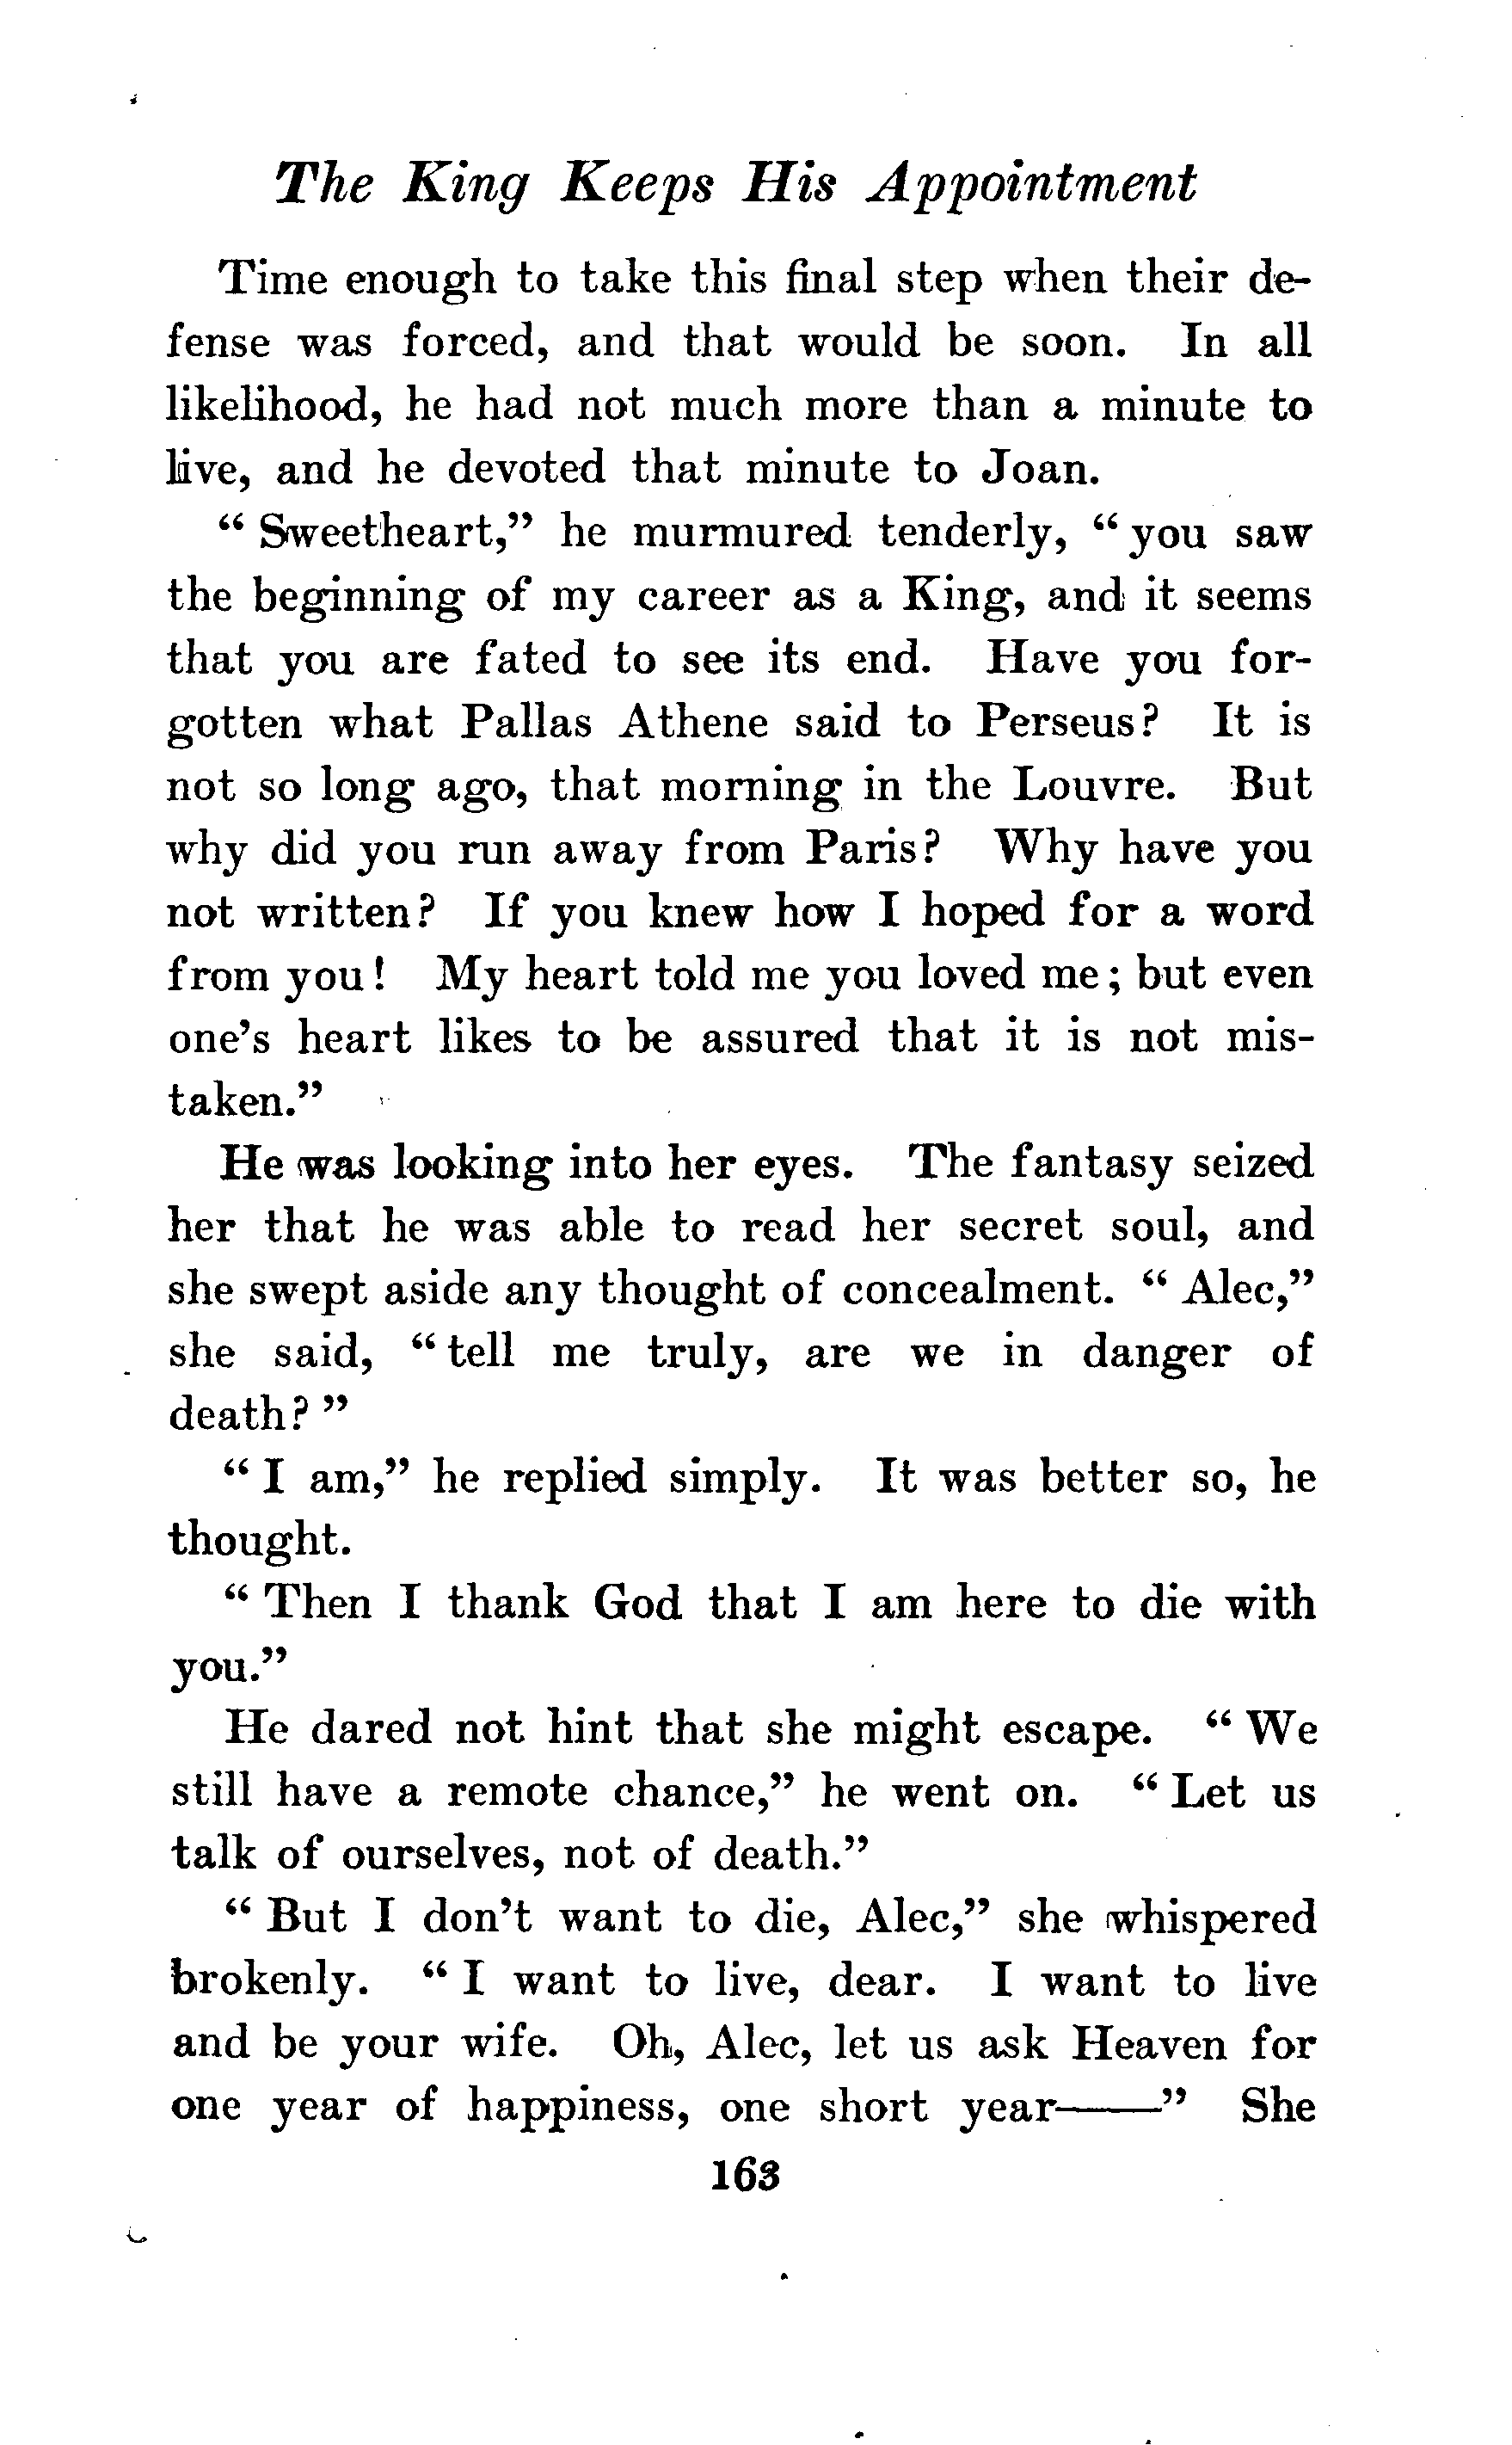 The King Keeps His Appointment
Time enough to take this final step when their de-
fense was forced, and that would be soon. In all
likelihood, he had not much more than a minute to
live, and he devoted that minute to Joan.
“ Sweetheart,” he murmured tenderly, “ you saw
the beginning of my career as a King, and it seems
that you are fated to see its end. Have you for-
gotten what Pallas Athene said to Perseus? It is
not so long ago, that morning in the Louvre. But
why did you run away from Paris? Why have you
not written? If you knew how I hoped for a word
from you! My heart told me you loved me; but even
one's heart likes to be assured that it is not mis-
taken.”
He was looking into her eyes. The fantasy seized
her that he was able to read her secret soul, and
she swept aside any thought of concealment. “ Alec,”
she said, “ tell me truly, are we in danger of
death? ”
“ I am,” he replied simply. It was better so, he
thought.
“ Then I thank God that I am here to die with
you.”
He dared not hint that she might escape. “ We
still have a remote chance,” he went on. “ Let us
talk of ourselves, not of death.”
“ But I don't want to die, Alec,” she whispered
brokenly. “ I want to live, dear. I want to live
and be your wife. Oh, Alec, let us ask Heaven for
one year of happiness, one short year——” She
163